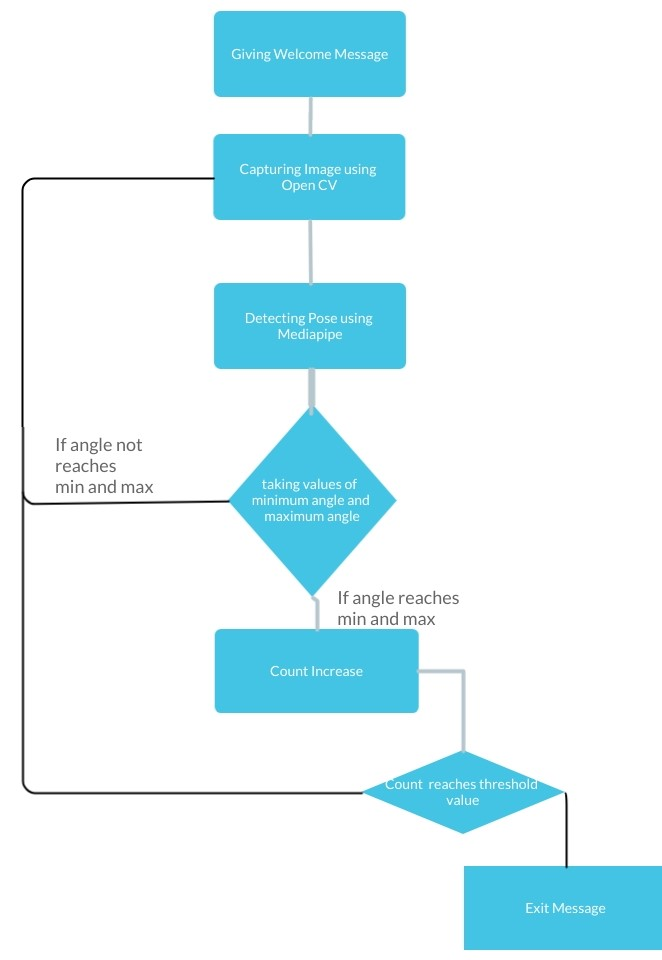 Giving Welcome Message
Capturing Image using
Open CV
Detecting Pose using
Mediapipe
If angle not
reaches
min and max
taking values of
minimum angle and
maximum angle
If angle reaches
min and max
Count Increase
Count reaches threshold
value
Exit Message